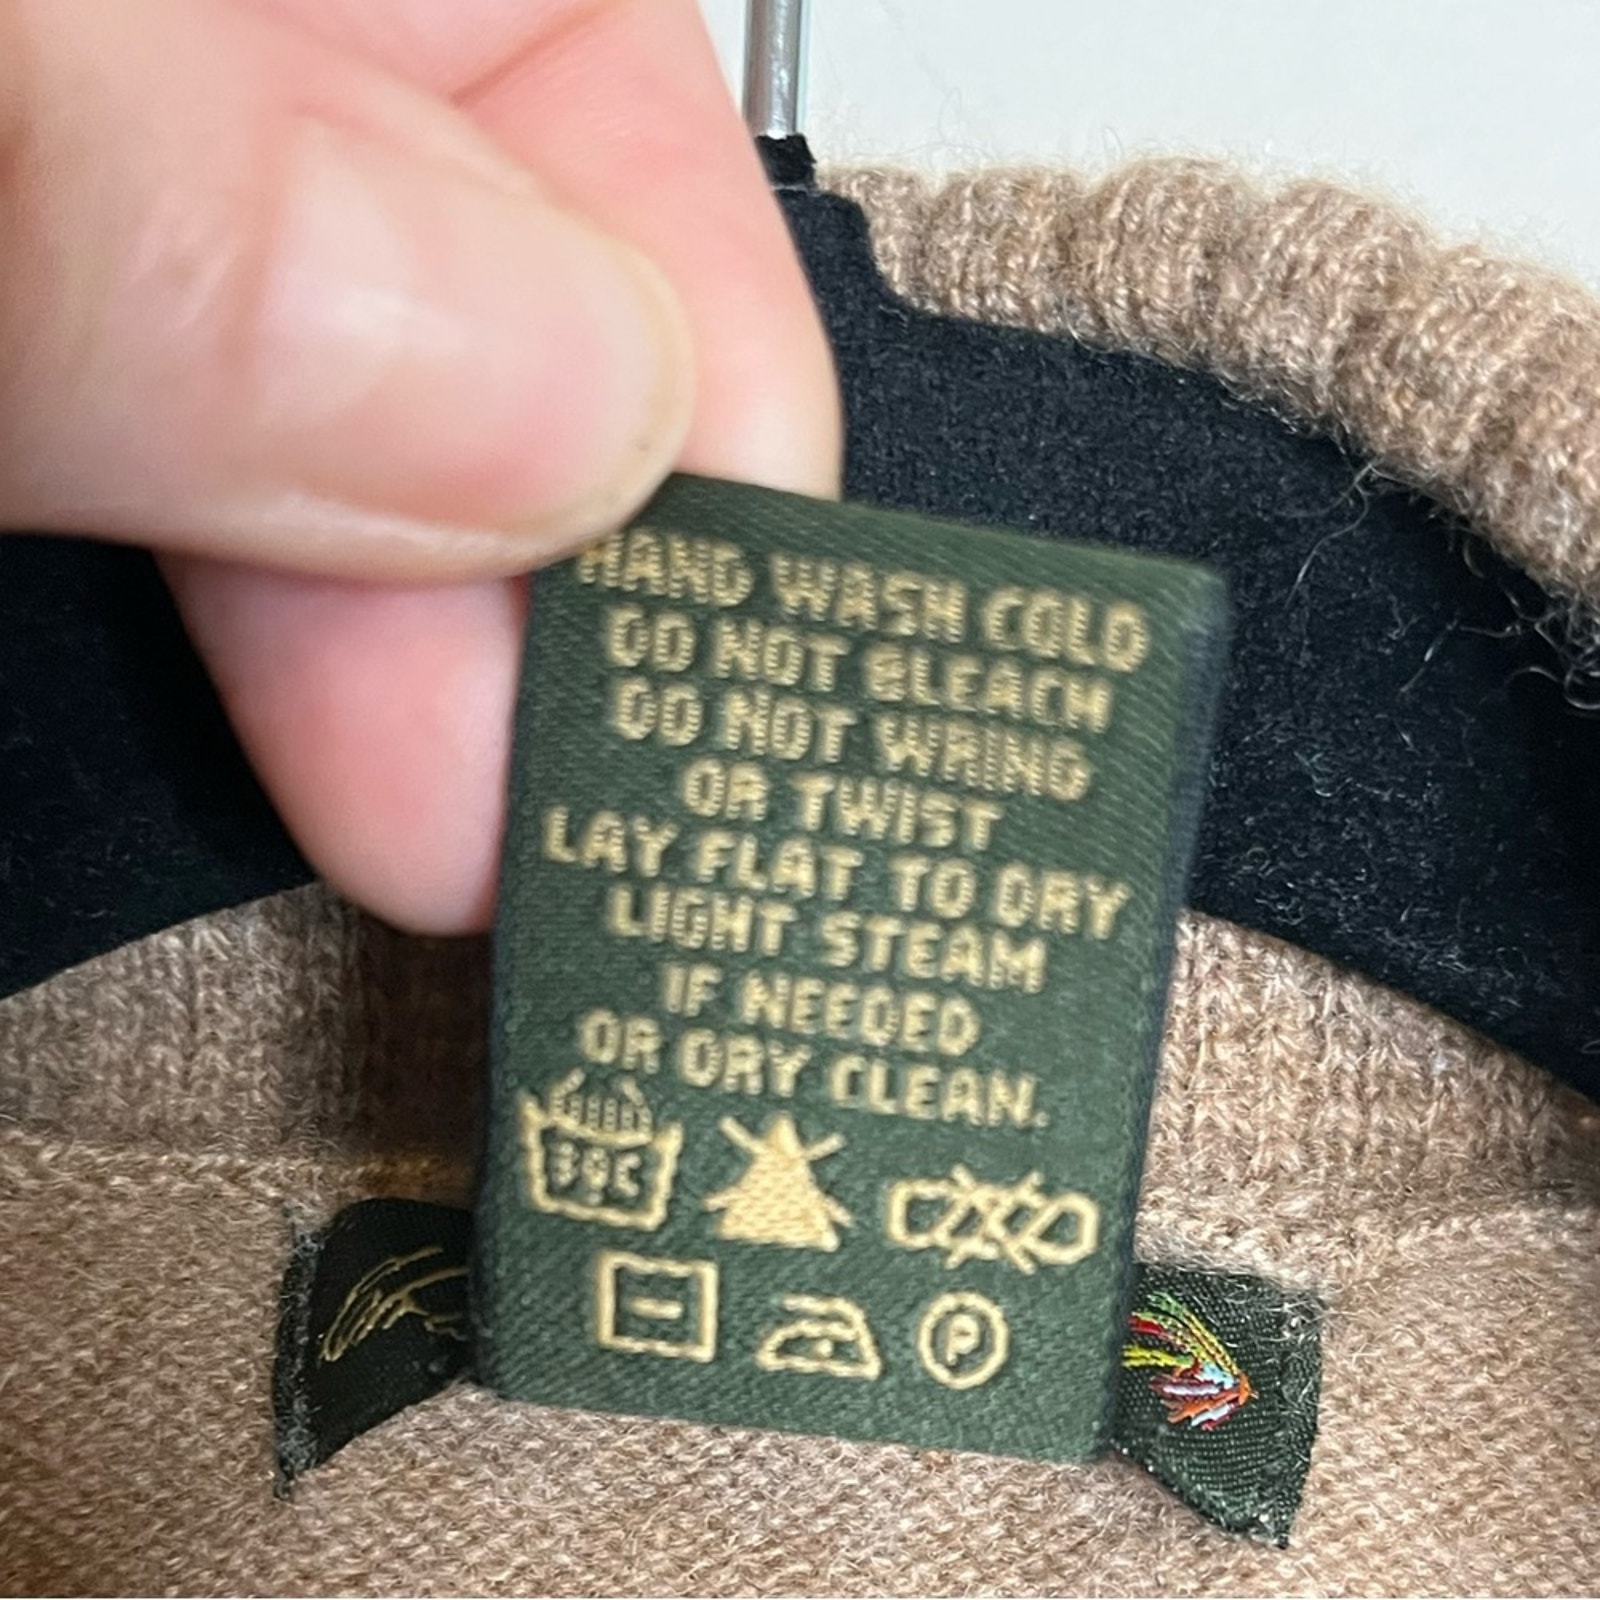 HAND WASH COLD
DO NOT BLEACH
DO NOT WRING
OR TWIST
LAY FLAT TO DRY
LIGHT STEAM
IF NEEDED
OR DRY CLEAN.
30C
P